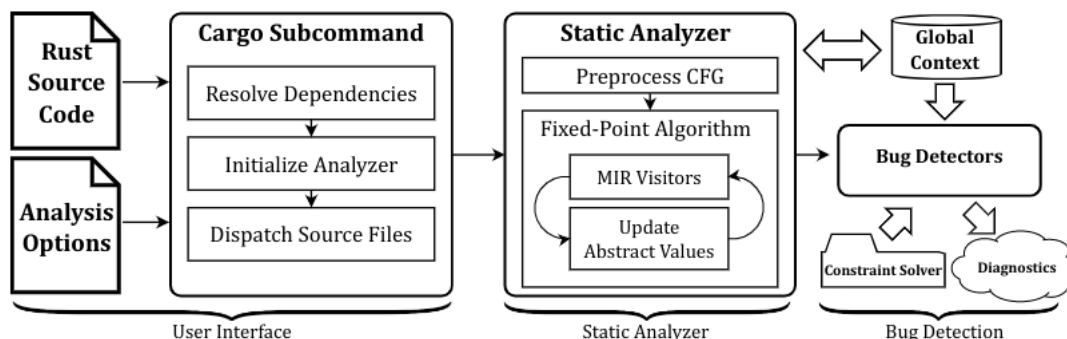 Rust
Source
Code
Analysis
Options
Cargo Subcommand
Resolve Dependencies
Initialize Analyzer
Dispatch Source Files
User Interface
Static Analyzer
Preprocess CFG
Fixed-Point Algorithm
MIR Visitors
Update
Abstract Values
Static Analyzer
Global
Context
Bug Detectors
Constraint Solver
Diagnostics
Bug Detection